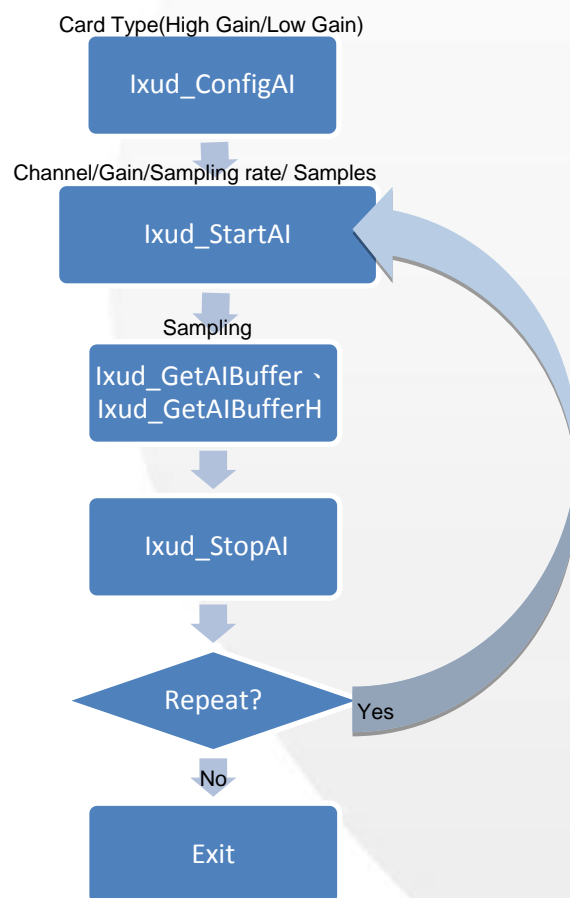 Card Type(High Gain/Low Gain)
Ixud_ConfigAI
Channel/Gain/Sampling rate/ Samples
Ixud_StartAI
Sampling
Ixud_GetAIBuffer、
Ixud_GetAIBufferH
Ixud_StopAI
Repeat?
Yes
No
Exit